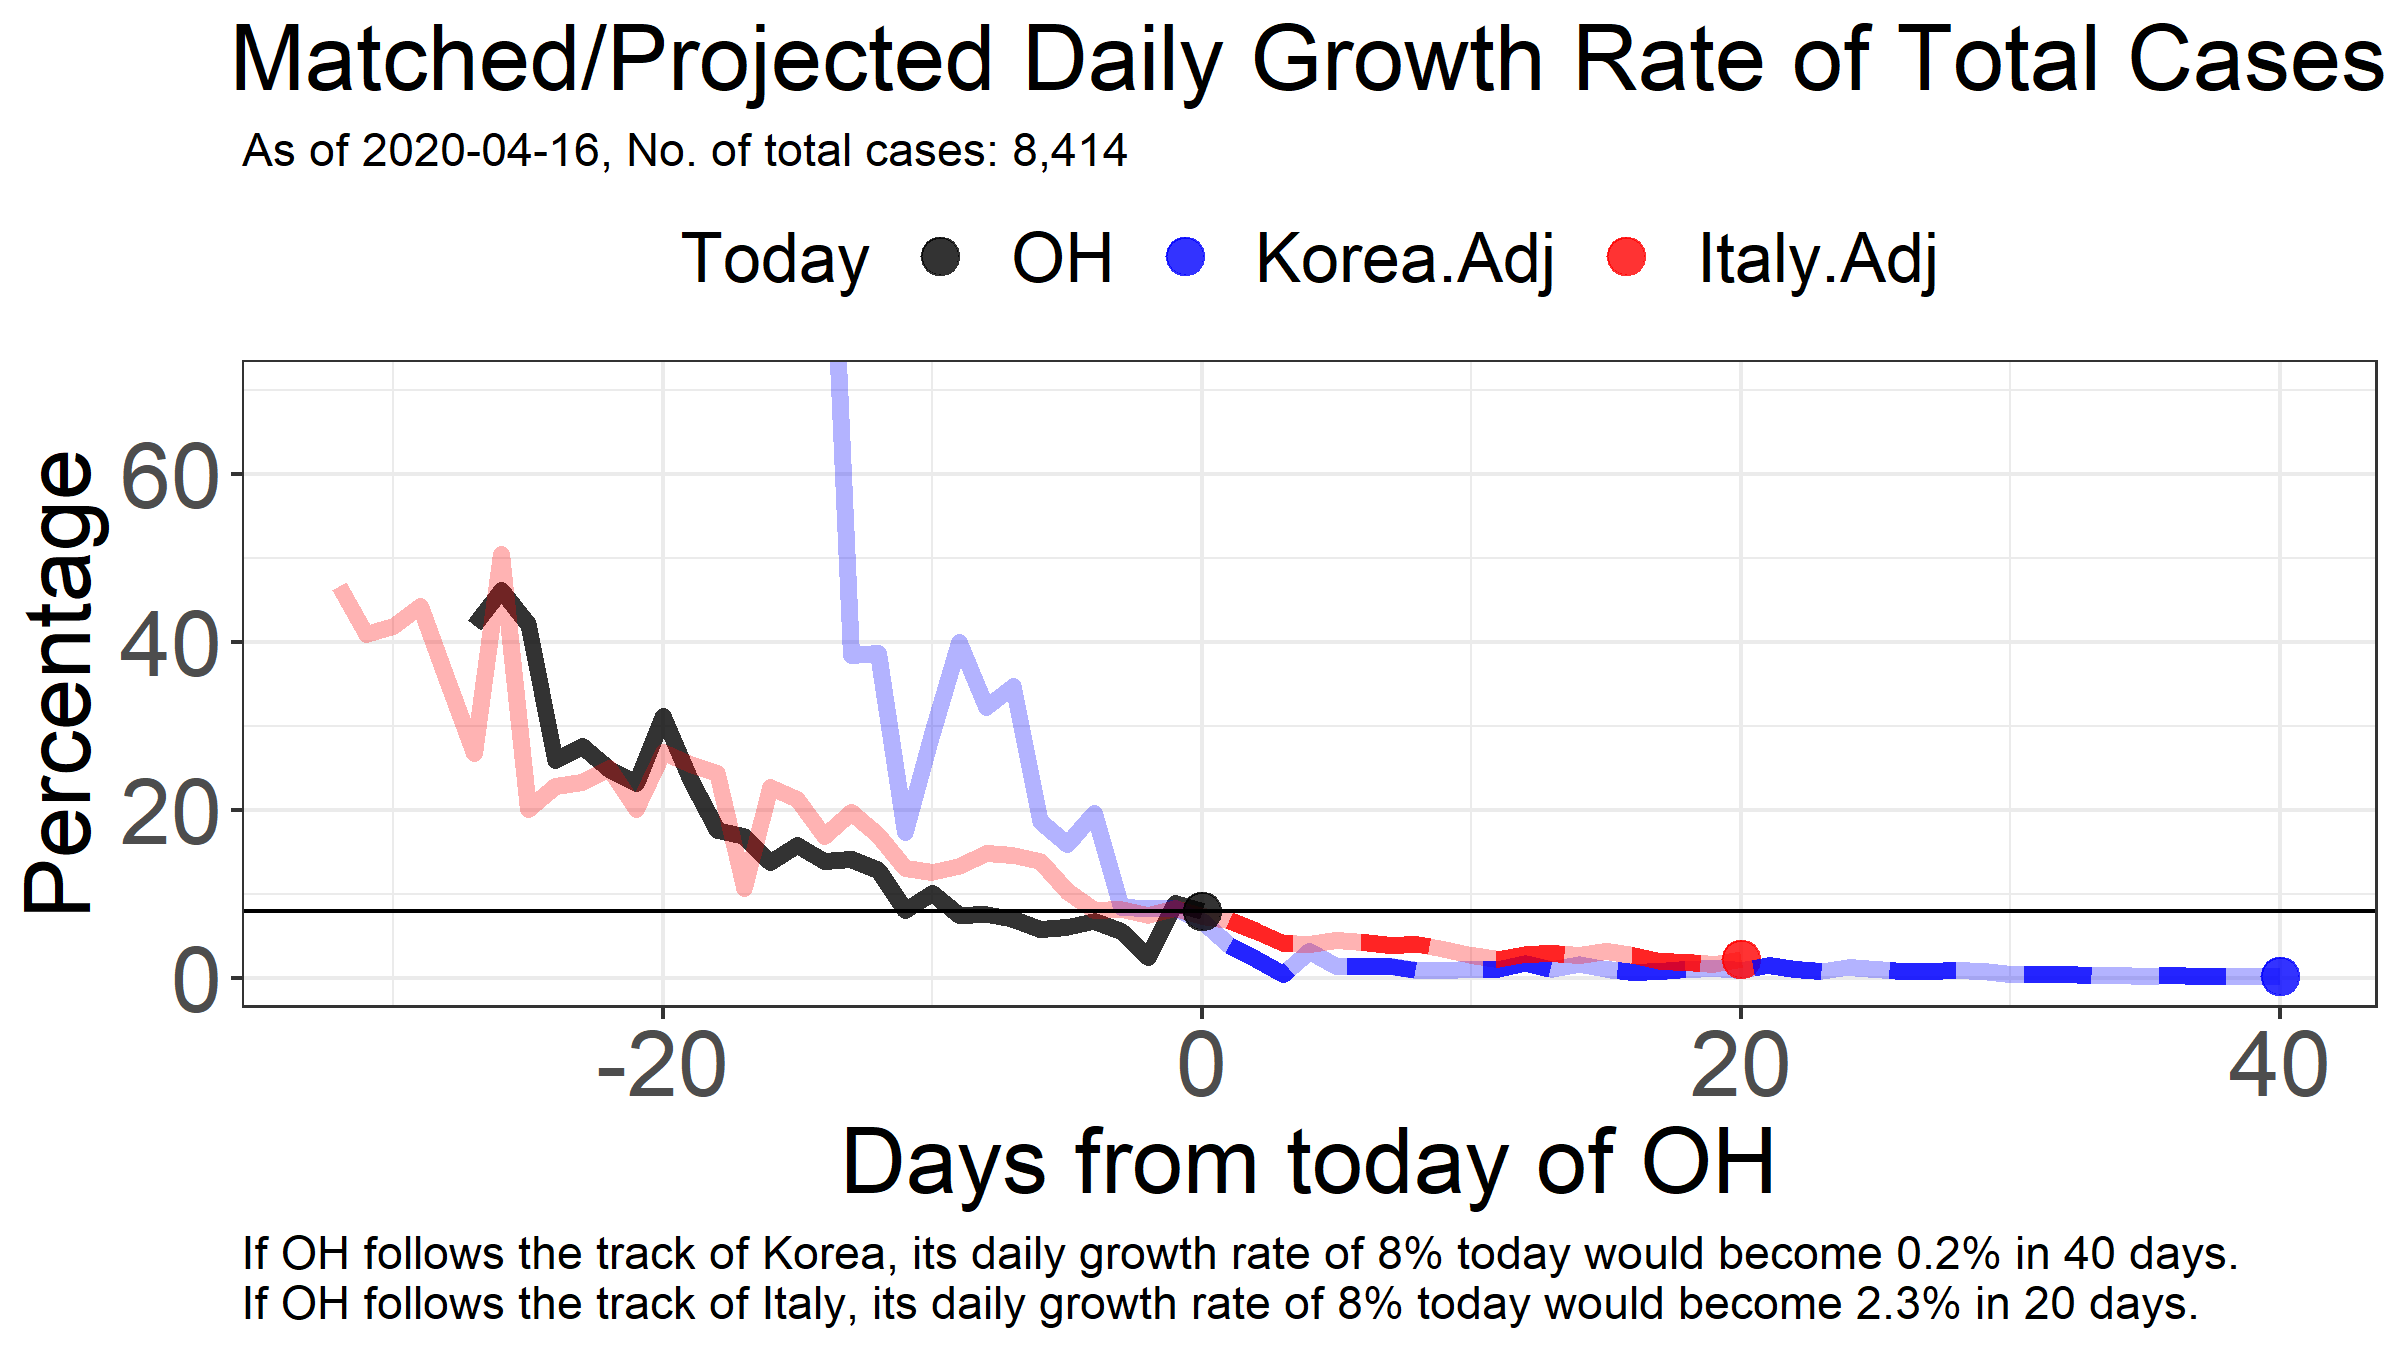 Matched/Projected Daily Growth Rate of Total Cases
As of 2020-04-16, No. of total cases: 8,414
Today OH Korea.Adj Italy.Adj
Percentage
60
40
20
0
-20 0 20 40
Days from today of OH
If OH follows the track of Korea, its daily growth rate of 8% today would become 0.2% in 40 days.
If OH follows the track of Italy, its daily growth rate of 8% today would become 2.3% in 20 days.